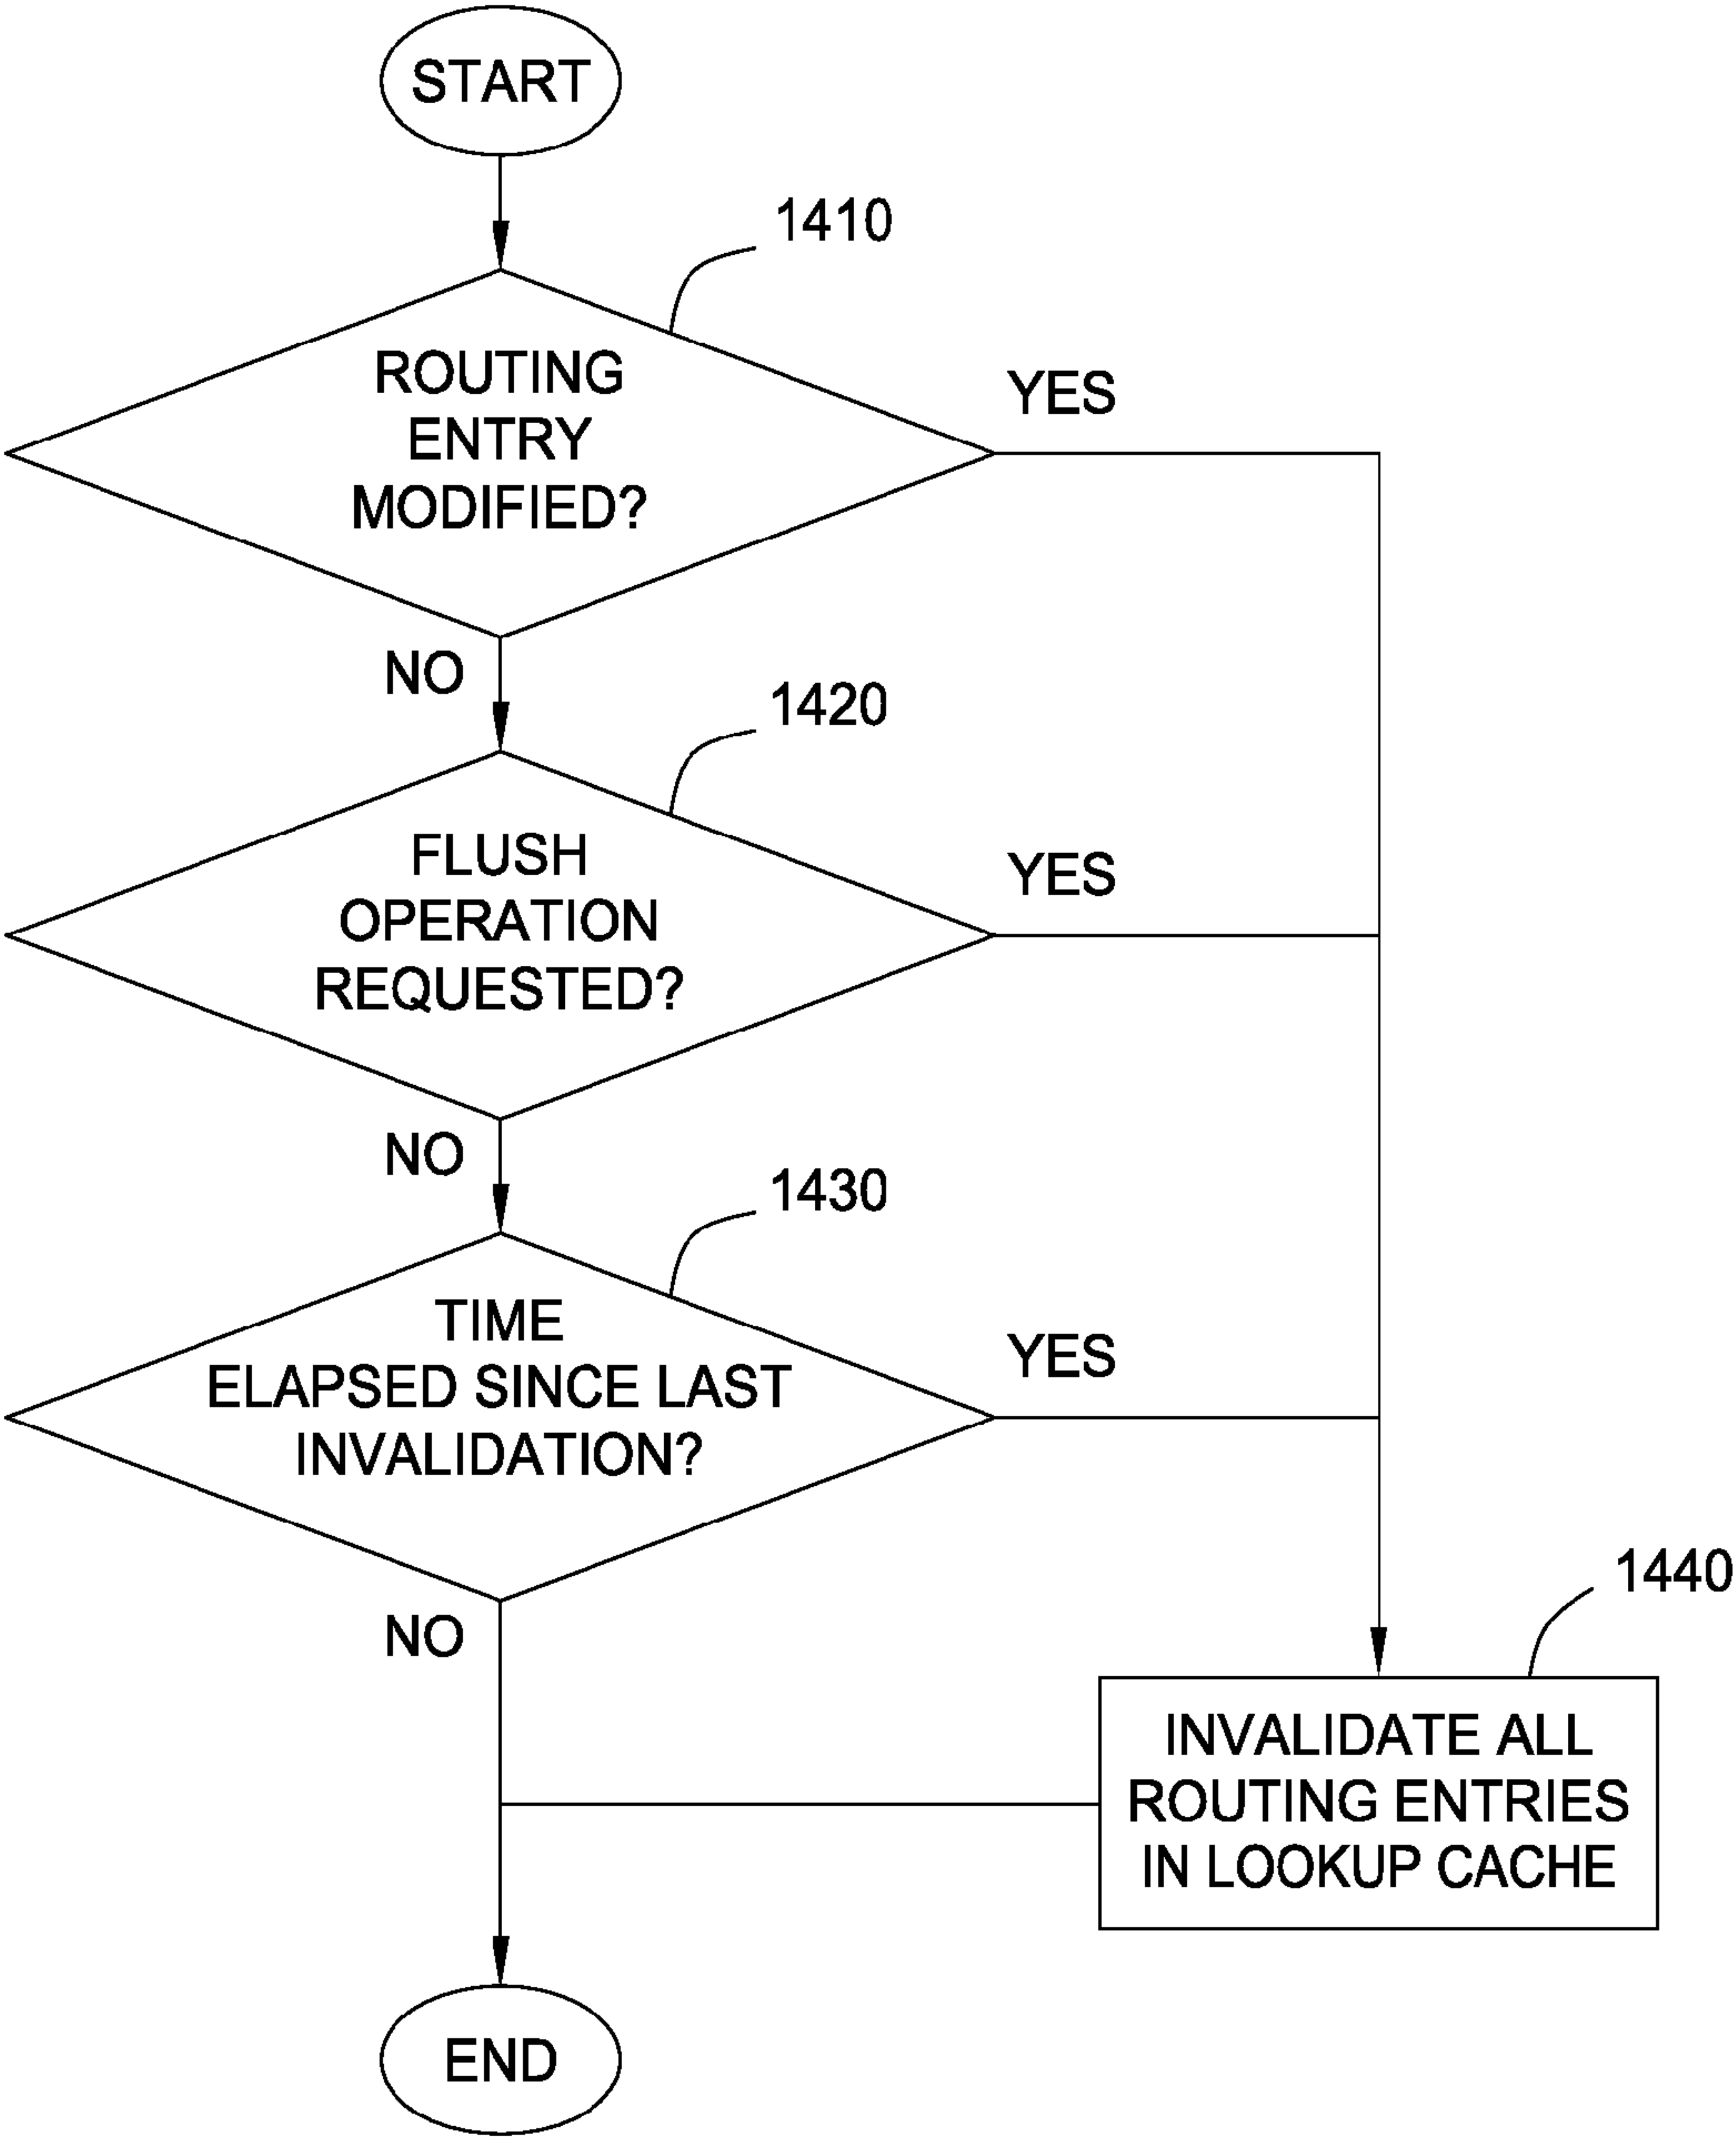 START
1410
ROUTING
ENTRY
MODIFIED?
YES
NO
1420
FLUSH
OPERATION
REQUESTED?
YES
NO
1430
TIME
ELAPSED SINCE LAST
INVALIDATION?
YES
NO
1440
INVALIDATE ALL
ROUTING ENTRIES
IN LOOKUP CACHE
END